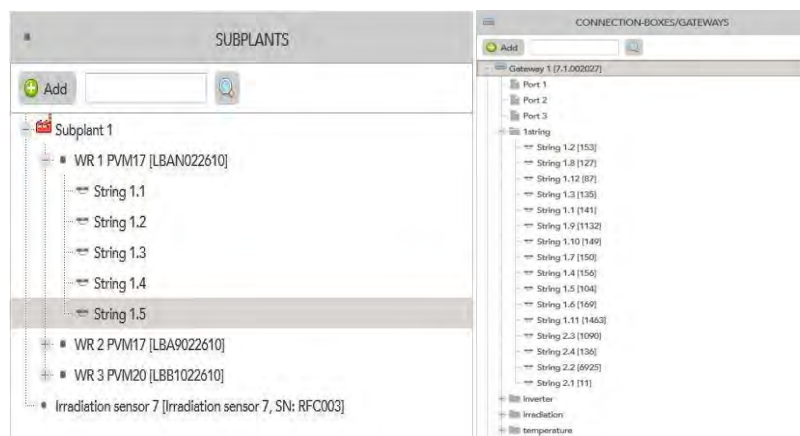 SUBPLANTS
Add
Subplant 1
WR 1 PVM17 [LBAN022610]
String 1.1
String 1.2
String 1.3
String 1.4
String 1.5
WR 2 PVM17 [LBA9022610]
WR 3 PVM20 [LBB1022610]
Irradiation sensor 7 [Irradiation sensor 7, SN: RFC003]
CONNECTION-BOXES/GATEWAYS
Add
Gateway 1 [7.1.002027]
Port 1
Port 2
Port 3
1string
String 1.2 [153]
String 1.8 [127]
String 1.12 [87]
String 1.3 [135]
String 1.1 [141]
String 1.9 [1132]
String 1.10 [149]
String 1.7 [150]
String 1.4 [156]
String 1.5 [104]
String 1.6 [169]
String 1.11 [1463]
String 2.3 [1090]
String 2.4 [136]
String 2.2 [6925]
String 2.1 [11]
inverter
irradiation
temperature